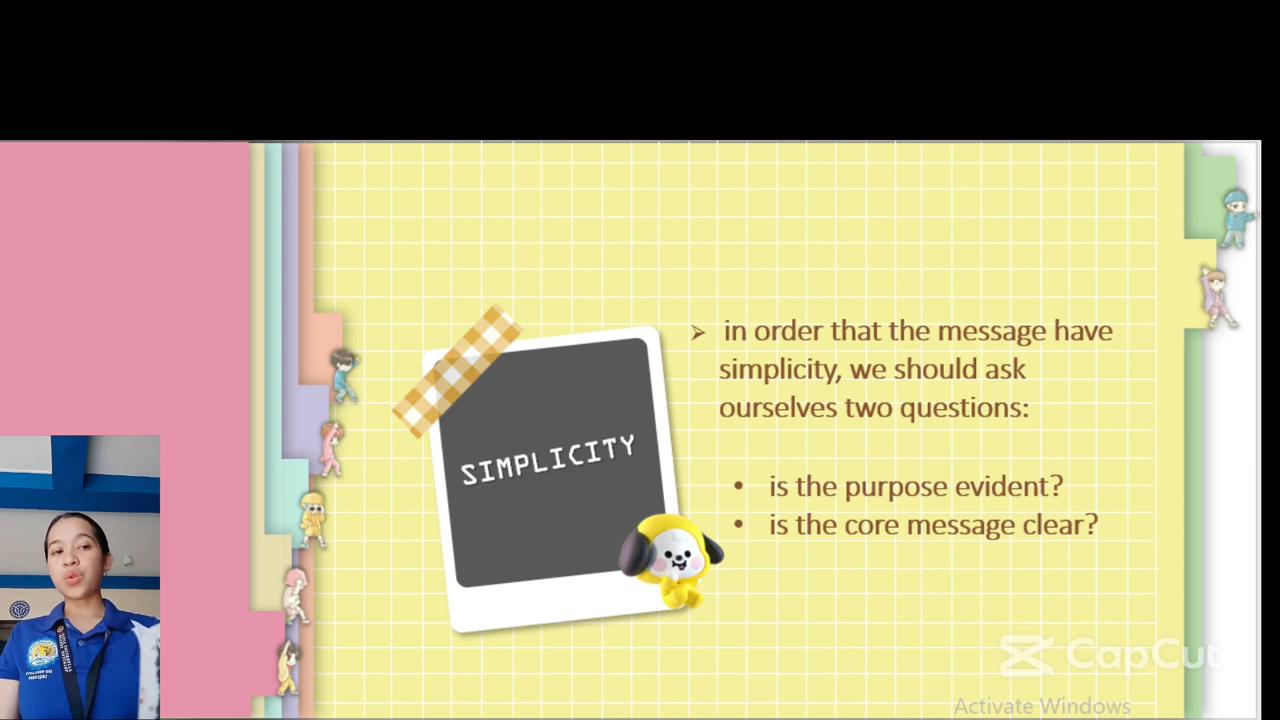 SIMPLICITY
➢ in order that the message have
simplicity, we should ask
ourselves two questions:
• is the purpose evident?
• is the core message clear?
CapCut
Activate Windows